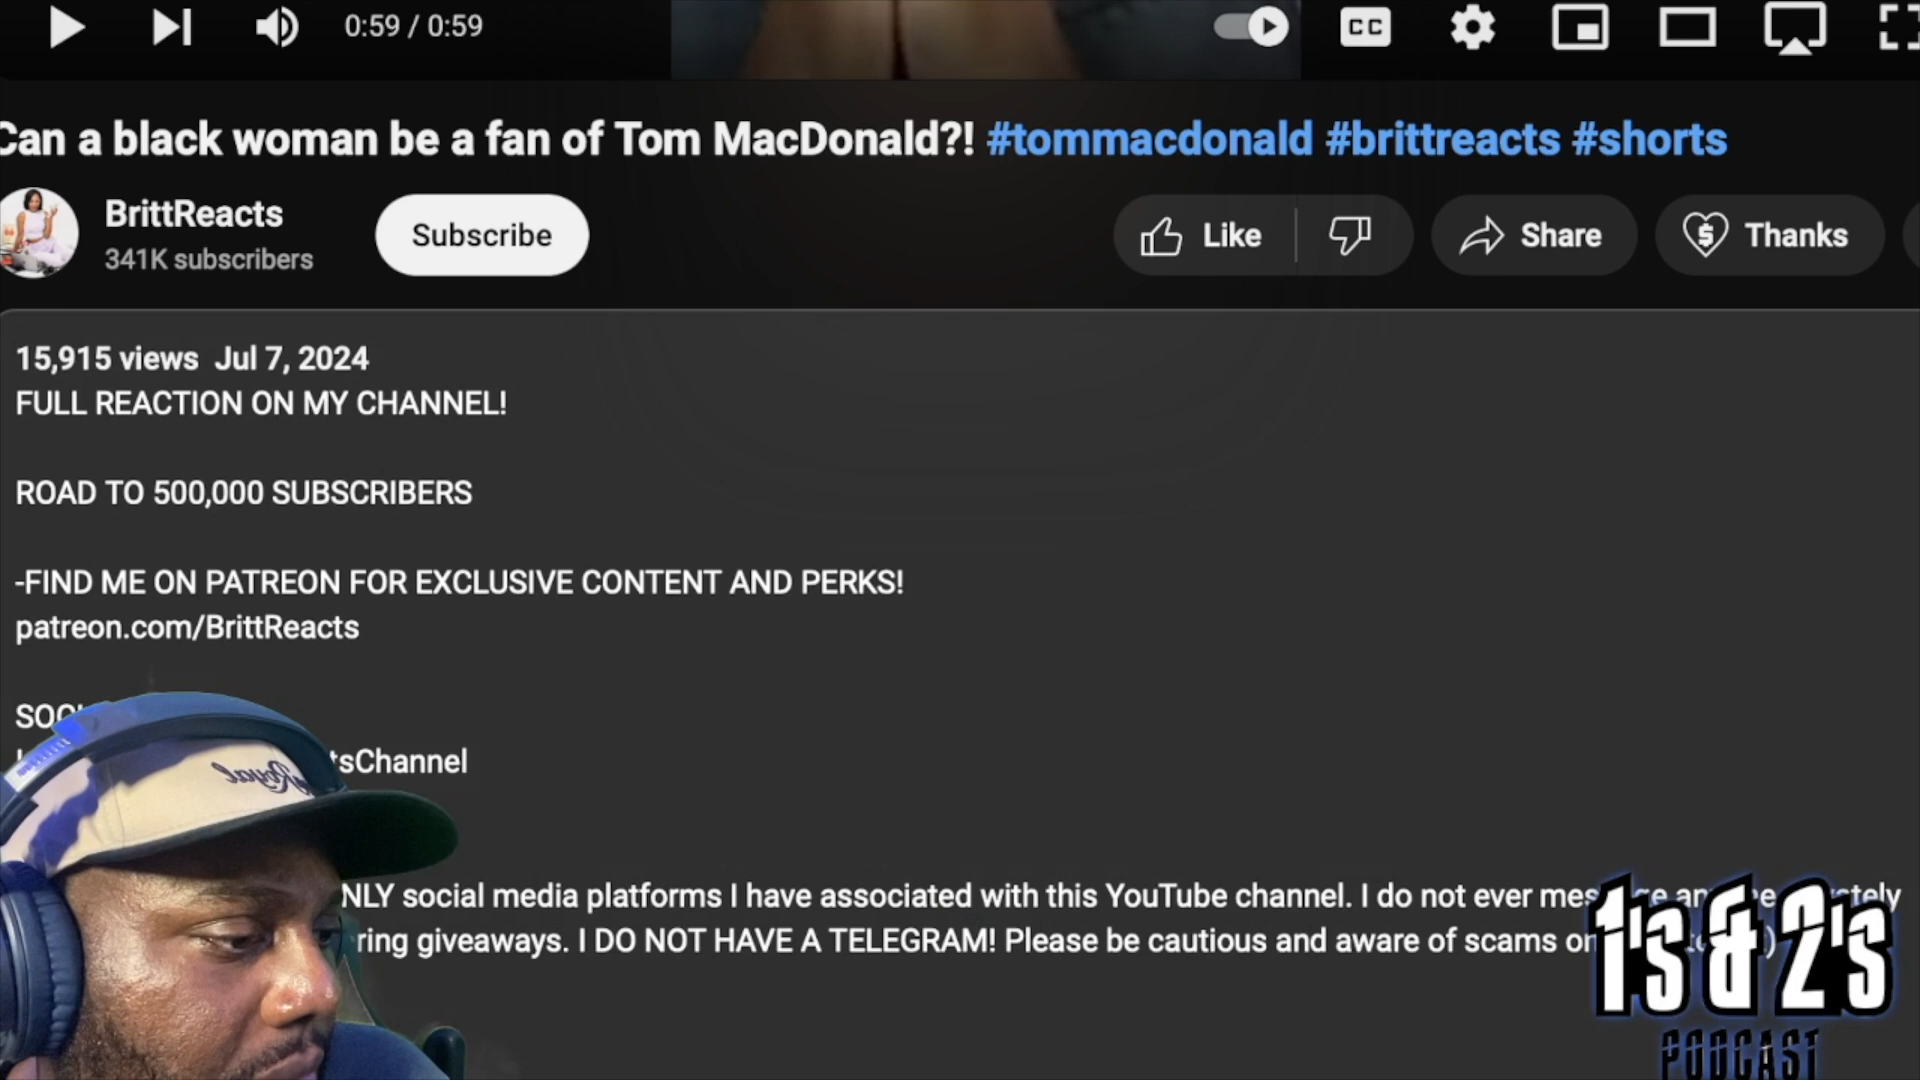 0:59 / 0:59
CC
Can a black woman be a fan of Tom MacDonald?! #tommacdonald #brittreacts #shorts
BrittReacts
341K subscribers
Subscribe
Like
Share
Thanks
15,915 views Jul 7, 2024
FULL REACTION ON MY CHANNEL!
ROAD TO 500,000 SUBSCRIBERS
-FIND ME ON PATREON FOR EXCLUSIVE CONTENT AND PERKS!
patreon.com/BrittReacts
tsChannel
NLY social media platforms I have associated with this YouTube channel. I do not ever
ring giveaways. I DO NOT HAVE A TELEGRAM! Please be cautious and aware of scams on
Royal
1's & 2's
PODCAST